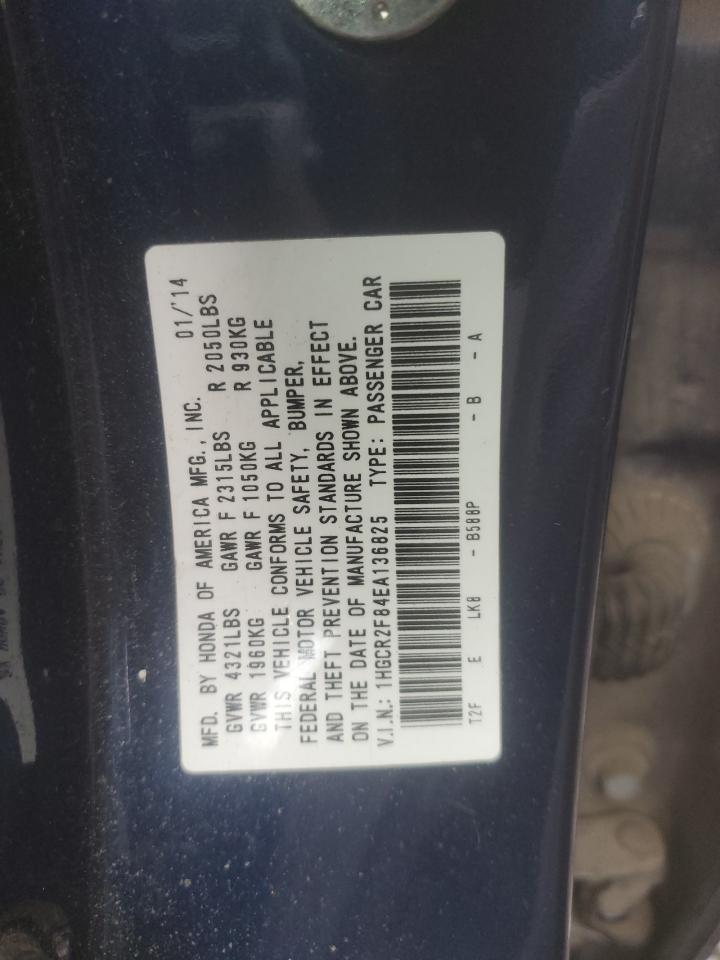 MFD. BY HONDA OF AMERICA MFG., INC. 01/'14
GVWR 4321LBS GAWR F 2315LBS R 2050LBS
GVWR 1960KG GAWR F 1050KG R 930KG
THIS VEHICLE CONFORMS TO ALL APPLICABLE
FEDERAL MOTOR VEHICLE SAFETY, BUMPER,
AND THEFT PREVENTION STANDARDS IN EFFECT
ON THE DATE OF MANUFACTURE SHOWN ABOVE.
V.I.N.: 1HGCR2F84EA136825 TYPE: PASSENGER CAR
T2F E LK8 - B588P - B - A